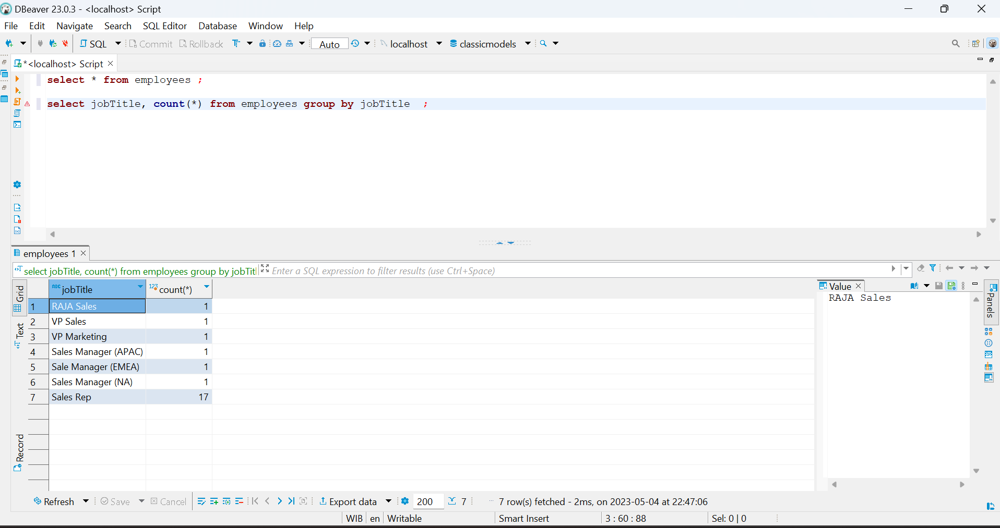 DBeaver 23.0.3 - <localhost> Script
File Edit Navigate Search SQL Editor Database Window Help
SQL Commit Rollback Auto localhost classicmodels
*<localhost> Script
select * from employees ;
select jobTitle, count(*) from employees group by jobTitle ;
employees 1
select jobTitle, count(*) from employees group by jobTitl Enter a SQL expression to filter results (use Ctrl+Space)
Grid
Text
Record
ABC jobTitle 123 count(*)
1 RAJA Sales 1
2 VP Sales 1
3 VP Marketing 1
4 Sales Manager (APAC) 1
5 Sale Manager (EMEA) 1
6 Sales Manager (NA) 1
7 Sales Rep 17
Value
RAJA Sales
Panels
Refresh Save Cancel Export data 200 7 7 row(s) fetched - 2ms, on 2023-05-04 at 22:47:06
WIB en Writable Smart Insert 3 : 60 : 88 Sel: 0 | 0